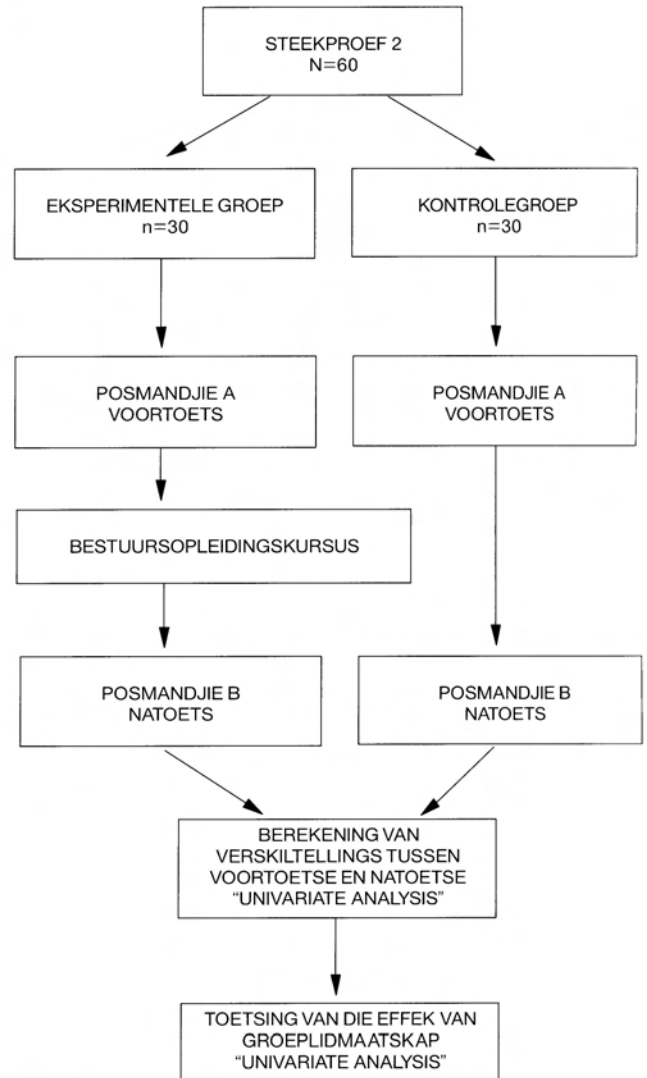 STEEKPROEF 2
N=60
EKSPERIMENTELE GROEP
n=30
KONTROLEGROEP
n=30
POSMANDJIE A
VOORTOETS
POSMANDJIE A
VOORTOETS
BESTUURSOPLEIDINGSKURSUS
POSMANDJIE B
NATOETS
POSMANDJIE B
NATOETS
BEREKENING VAN
VERSKILTELLINGS TUSSEN
VOORTOETSE EN NATOETSE
“UNIVARIATE ANALYSIS”
TOETSING VAN DIE EFFEK VAN
GROEPLIDMAATSKAP
“UNIVARIATE ANALYSIS”